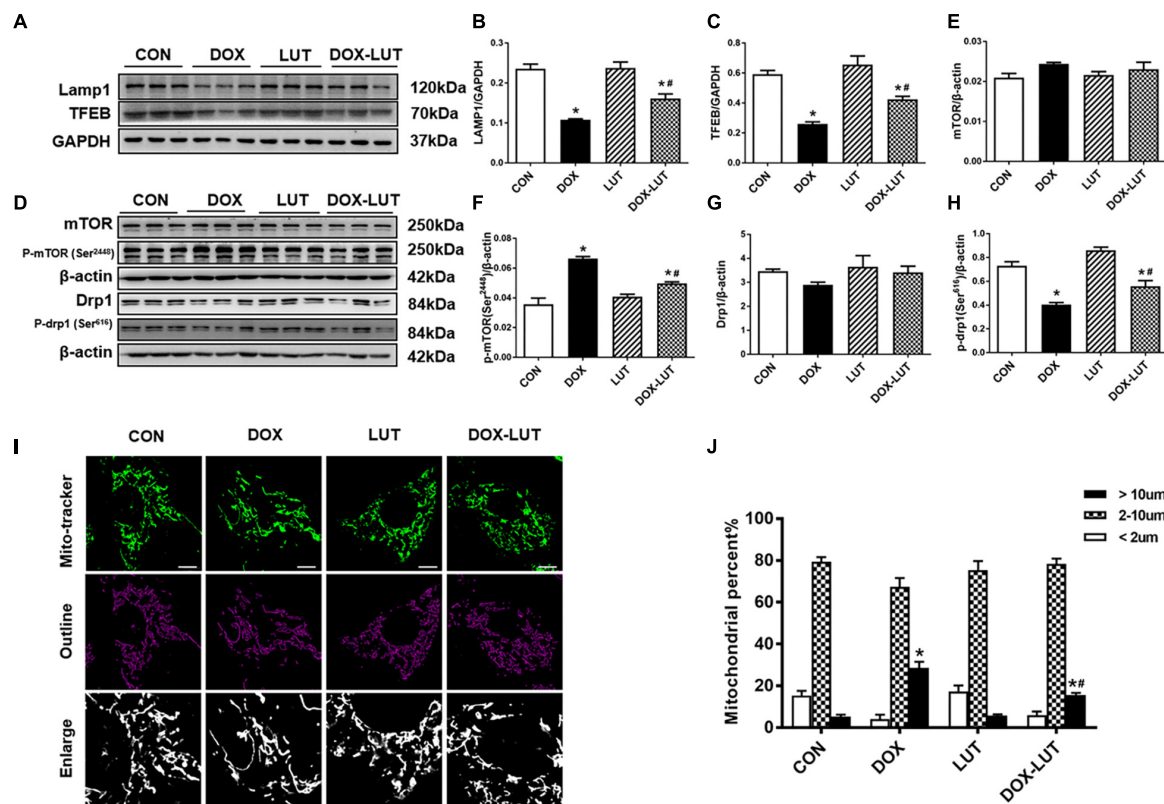 A
CON DOX LUT DOX-LUT
Lamp1 120kDa
TFEB 70kDa
GAPDH 37kDa
B
LAMP1/GAPDH
0.3
0.2
0.1
0.0
* *#
CON DOX LUT DOX-LUT
C
TFEB/GAPDH
0.8
0.6
0.4
0.2
0.0
* *#
CON DOX LUT DOX-LUT
E
mTOR/β-actin
0.03
0.02
0.01
0.00
CON DOX LUT DOX-LUT
D
CON DOX LUT DOX-LUT
mTOR 250kDa
P-mTOR (Ser2448) 250kDa
β-actin 42kDa
Drp1 84kDa
P-drp1 (Ser616) 84kDa
β-actin 42kDa
F
p-mTOR(Ser2448)/β-actin
0.08
0.06
0.04
0.02
0.00
* *#
CON DOX LUT DOX-LUT
G
Drp1/β-actin
5
4
3
2
1
0
CON DOX LUT DOX-LUT
H
p-drp1(Ser616)/β-actin
1.0
0.8
0.6
0.4
0.2
0.0
* *#
CON DOX LUT DOX-LUT
I
CON DOX LUT DOX-LUT
Mito-tracker
Outline
Enlarge
J
> 10um
2-10um
< 2um
Mitochondrial percent%
100
80
60
40
20
0
* *#
CON DOX LUT DOX-LUT